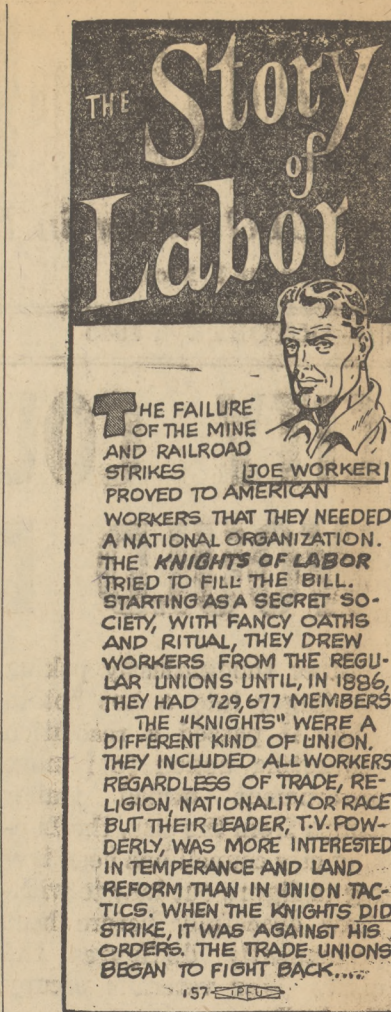 THE Story
of
Labor
THE FAILURE
OF THE MINE
AND RAILROAD
STRIKES
JOE WORKER
PROVED TO AMERICAN
WORKERS THAT THEY NEEDED
A NATIONAL ORGANIZATION.
THE KNIGHTS OF LABOR
TRIED TO FILL THE BILL.
STARTING AS A SECRET SO-
CIETY, WITH FANCY OATHS
AND RITUAL, THEY DREW
WORKERS FROM THE REGU-
LAR UNIONS UNTIL, IN 1886,
THEY HAD 729,677 MEMBERS
THE "KNIGHTS" WERE A
DIFFERENT KIND OF UNION.
THEY INCLUDED ALL WORKERS
REGARDLESS OF TRADE, RE-
LIGION, NATIONALITY OR RACE
BUT THEIR LEADER, T.V. POW-
DERLY, WAS MORE INTERESTED
IN TEMPERANCE AND LAND
REFORM THAN IN UNION TAC-
TICS. WHEN THE KNIGHTS DID
STRIKE, IT WAS AGAINST HIS
ORDERS. THE TRADE UNIONS
BEGAN TO FIGHT BACK....
157